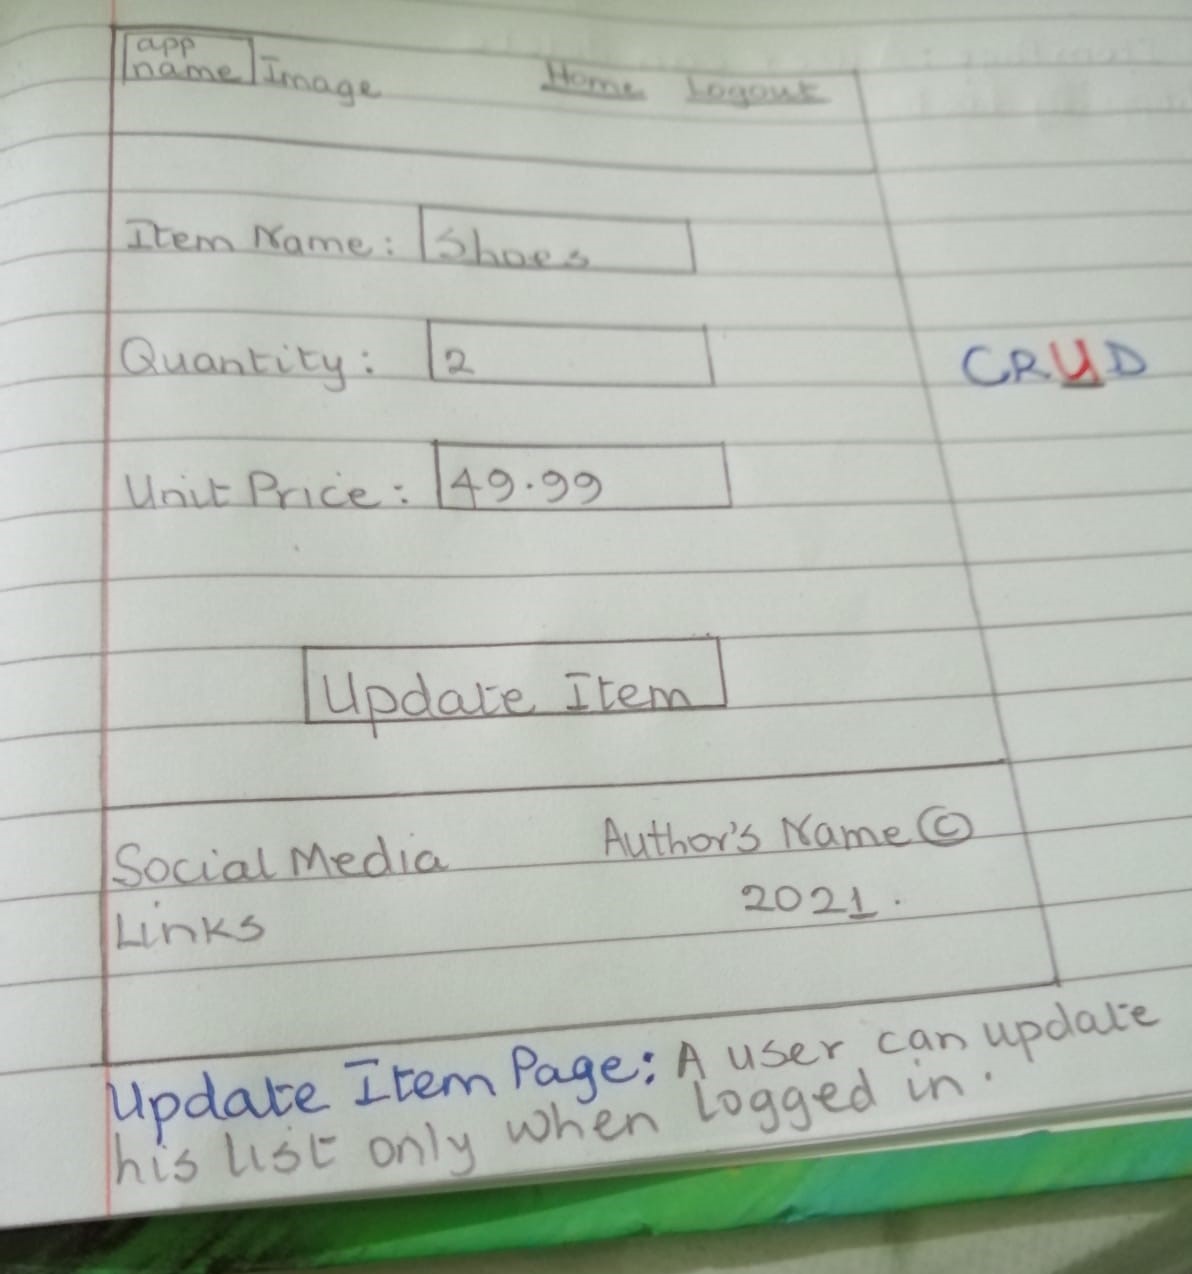 app
name Image Home Logout
Item Name: Shoes
Quantity: 2
CRUD
Unit Price: 49.99
Update Item
Social Media Author's Name ©
Links 2021.
Update Item Page: A user can update
his list only when logged in.